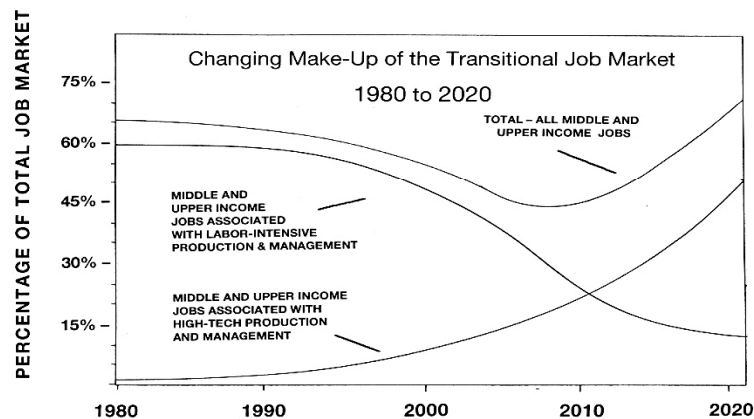 Changing Make-Up of the Transitional Job Market
1980 to 2020
PERCENTAGE OF TOTAL JOB MARKET
75%
60%
45%
30%
15%
TOTAL – ALL MIDDLE AND
UPPER INCOME JOBS
MIDDLE AND
UPPER INCOME
JOBS ASSOCIATED
WITH LABOR-INTENSIVE
PRODUCTION & MANAGEMENT
MIDDLE AND UPPER INCOME
JOBS ASSOCIATED WITH
HIGH-TECH PRODUCTION
AND MANAGEMENT
1980 1990 2000 2010 2020